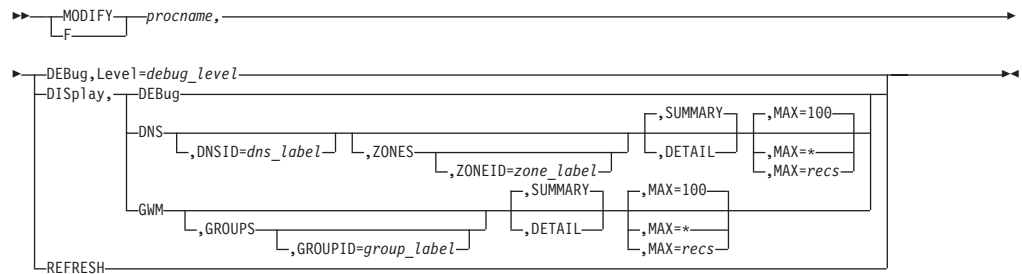 MODIFY procname,
F
DEBug,Level=debug_level
DISplay, DEBug
,SUMMARY ,MAX=100
DNS
,DNSID=dns_label ,ZONES ,DETAIL ,MAX=*
,ZONEID=zone_label ,MAX=recs
,SUMMARY ,MAX=100
GWM
,GROUPS ,DETAIL ,MAX=*
,GROUPID=group_label ,MAX=recs
REFRESH